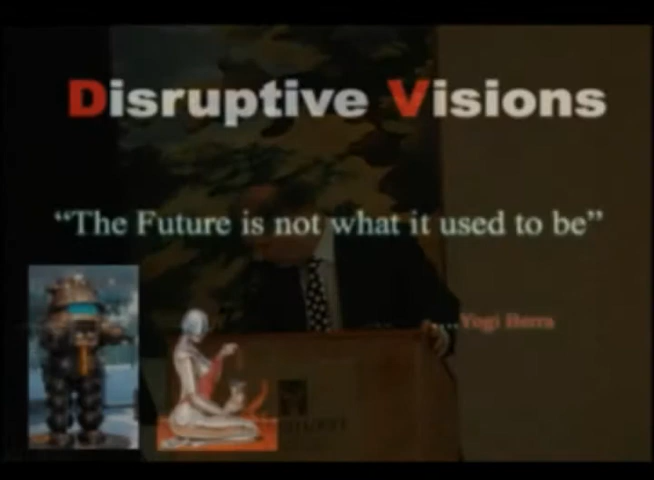 Disruptive Visions
“The Future is not what it used to be”
....Yogi Berra